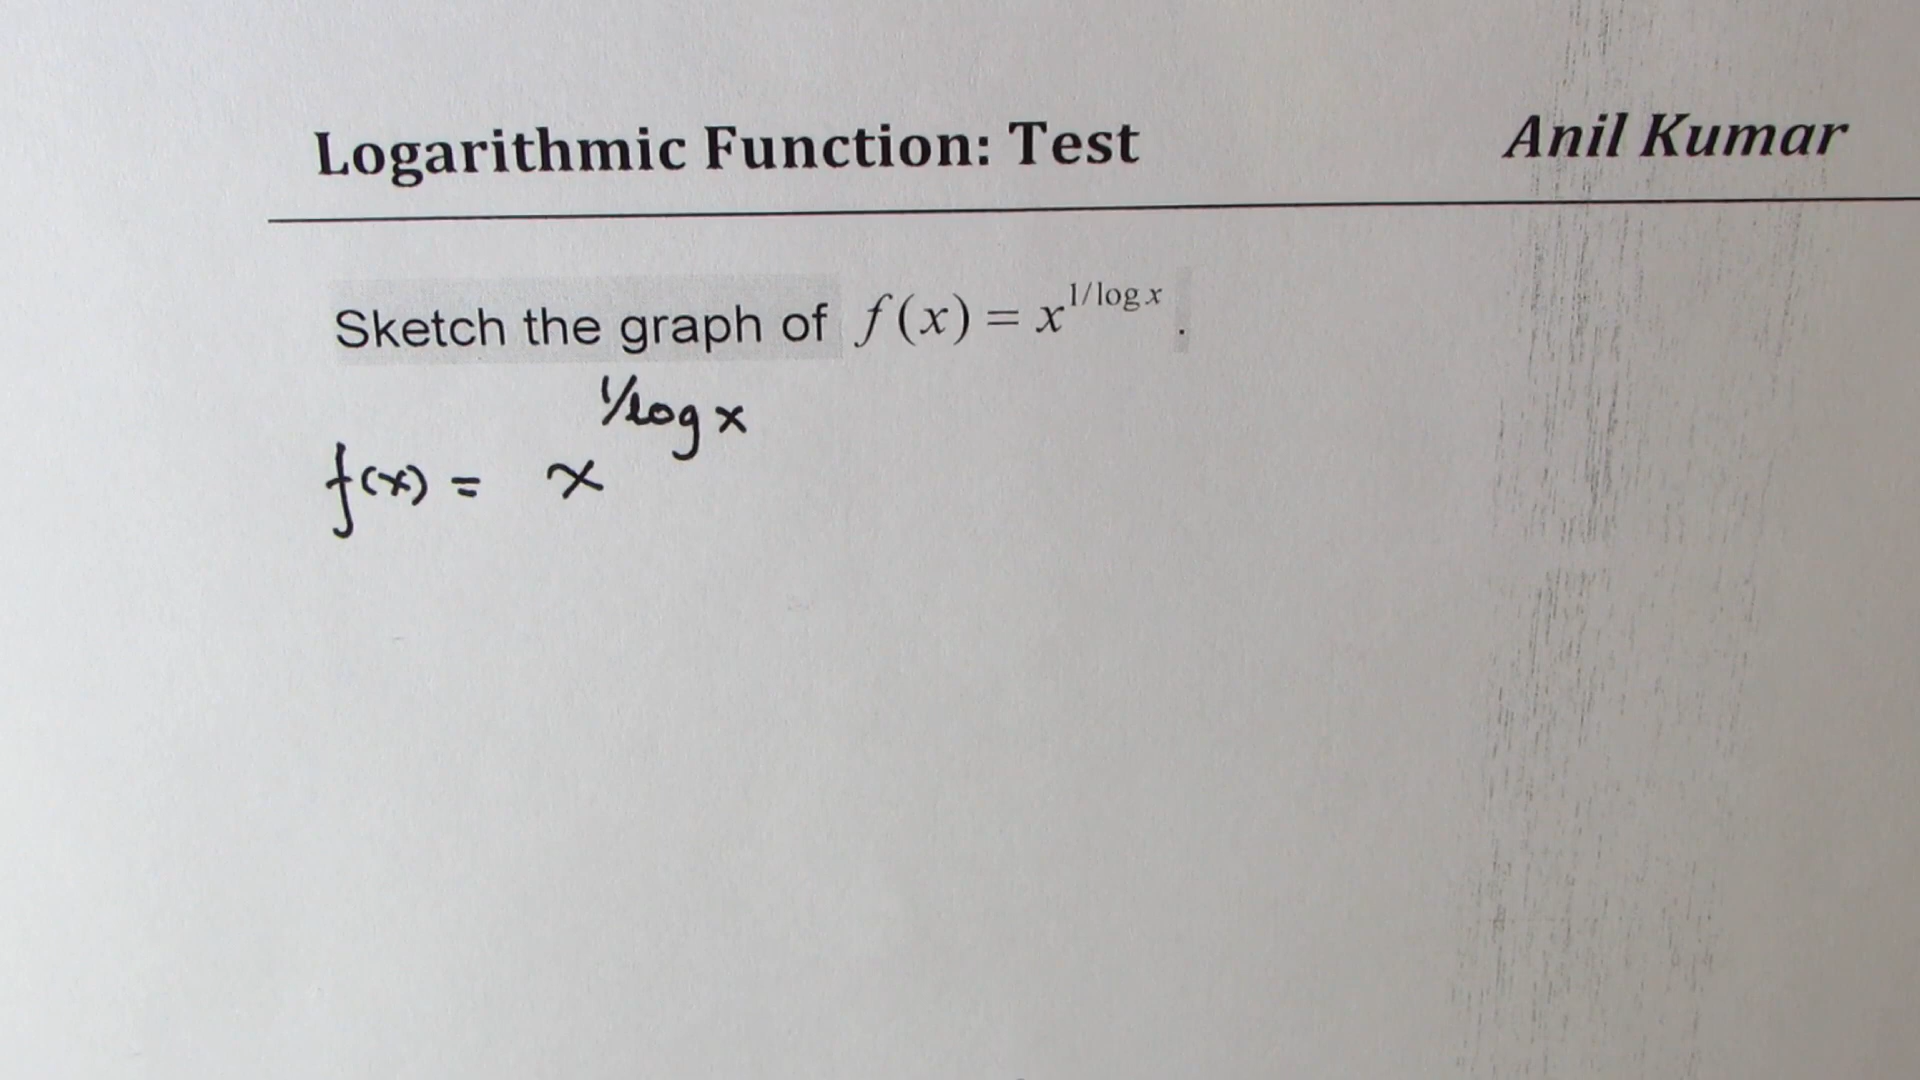 Logarithmic Function: Test Anil Kumar
Sketch the graph of f(x) = x^{1/log x}.
f(x) = x^{1/log x}